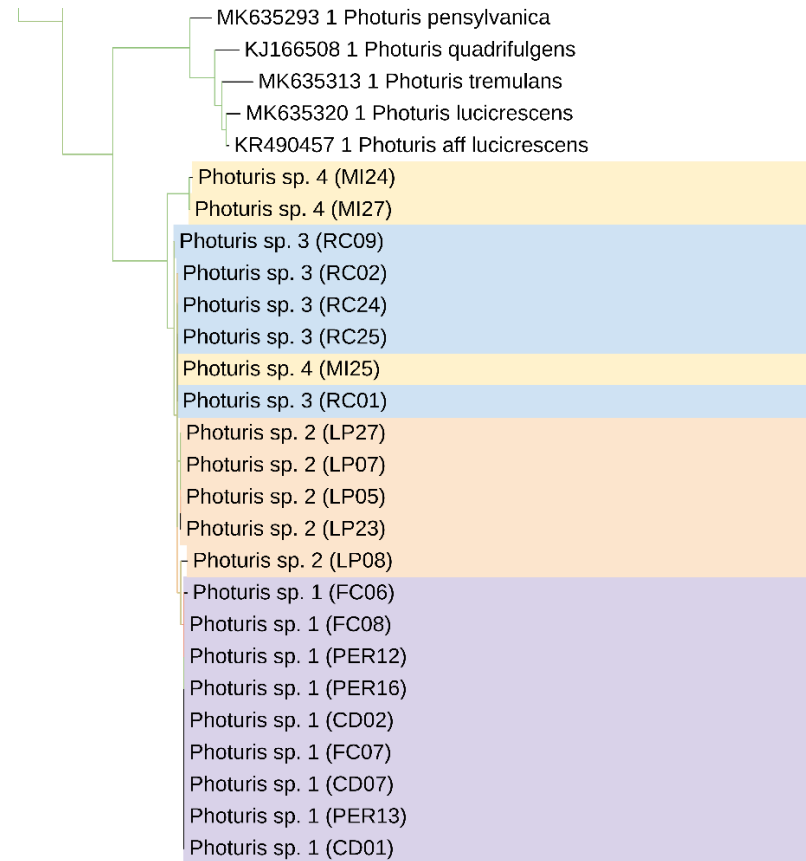 MK635293 1 Photuris pensylvanica
KJ166508 1 Photuris quadrifulgens
MK635313 1 Photuris tremulans
MK635320 1 Photuris lucicrescens
KR490457 1 Photuris aff lucicrescens
Photuris sp. 4 (MI24)
Photuris sp. 4 (MI27)
Photuris sp. 3 (RC09)
Photuris sp. 3 (RC02)
Photuris sp. 3 (RC24)
Photuris sp. 3 (RC25)
Photuris sp. 4 (MI25)
Photuris sp. 3 (RC01)
Photuris sp. 2 (LP27)
Photuris sp. 2 (LP07)
Photuris sp. 2 (LP05)
Photuris sp. 2 (LP23)
Photuris sp. 2 (LP08)
Photuris sp. 1 (FC06)
Photuris sp. 1 (FC08)
Photuris sp. 1 (PER12)
Photuris sp. 1 (PER16)
Photuris sp. 1 (CD02)
Photuris sp. 1 (FC07)
Photuris sp. 1 (CD07)
Photuris sp. 1 (PER13)
Photuris sp. 1 (CD01)